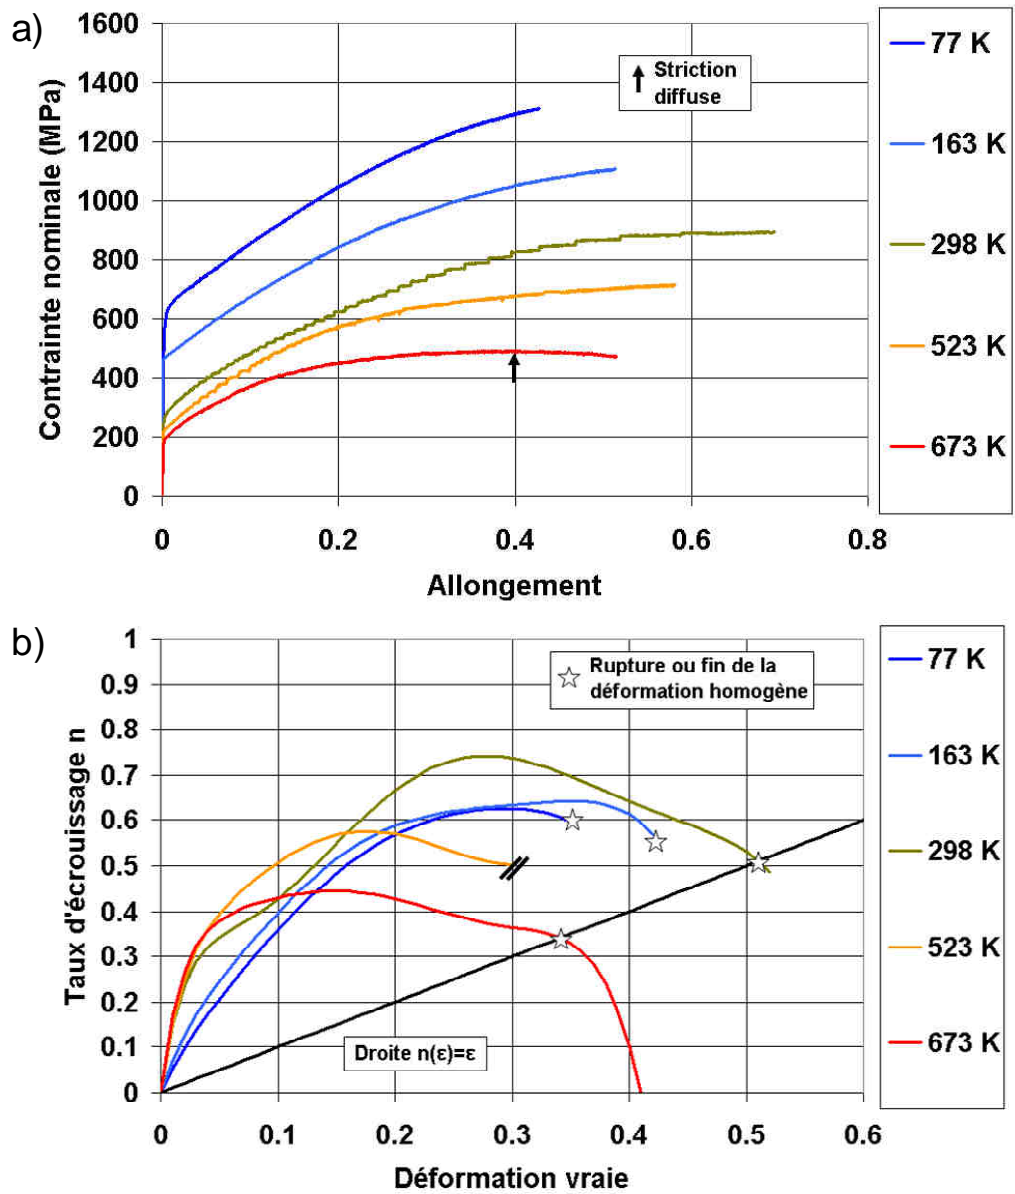 a)
Contrainte nominale (MPa)
1600
1400
1200
1000
800
600
400
200
0
0 0.2 0.4 0.6 0.8
Allongement
Striction
diffuse
77 K
163 K
298 K
523 K
673 K
b)
Taux d'écrouissage n
1
0.9
0.8
0.7
0.6
0.5
0.4
0.3
0.2
0.1
0
0 0.1 0.2 0.3 0.4 0.5 0.6
Déformation vraie
Rupture ou fin de la
déformation homogène
Droite n(ε)=ε
77 K
163 K
298 K
523 K
673 K